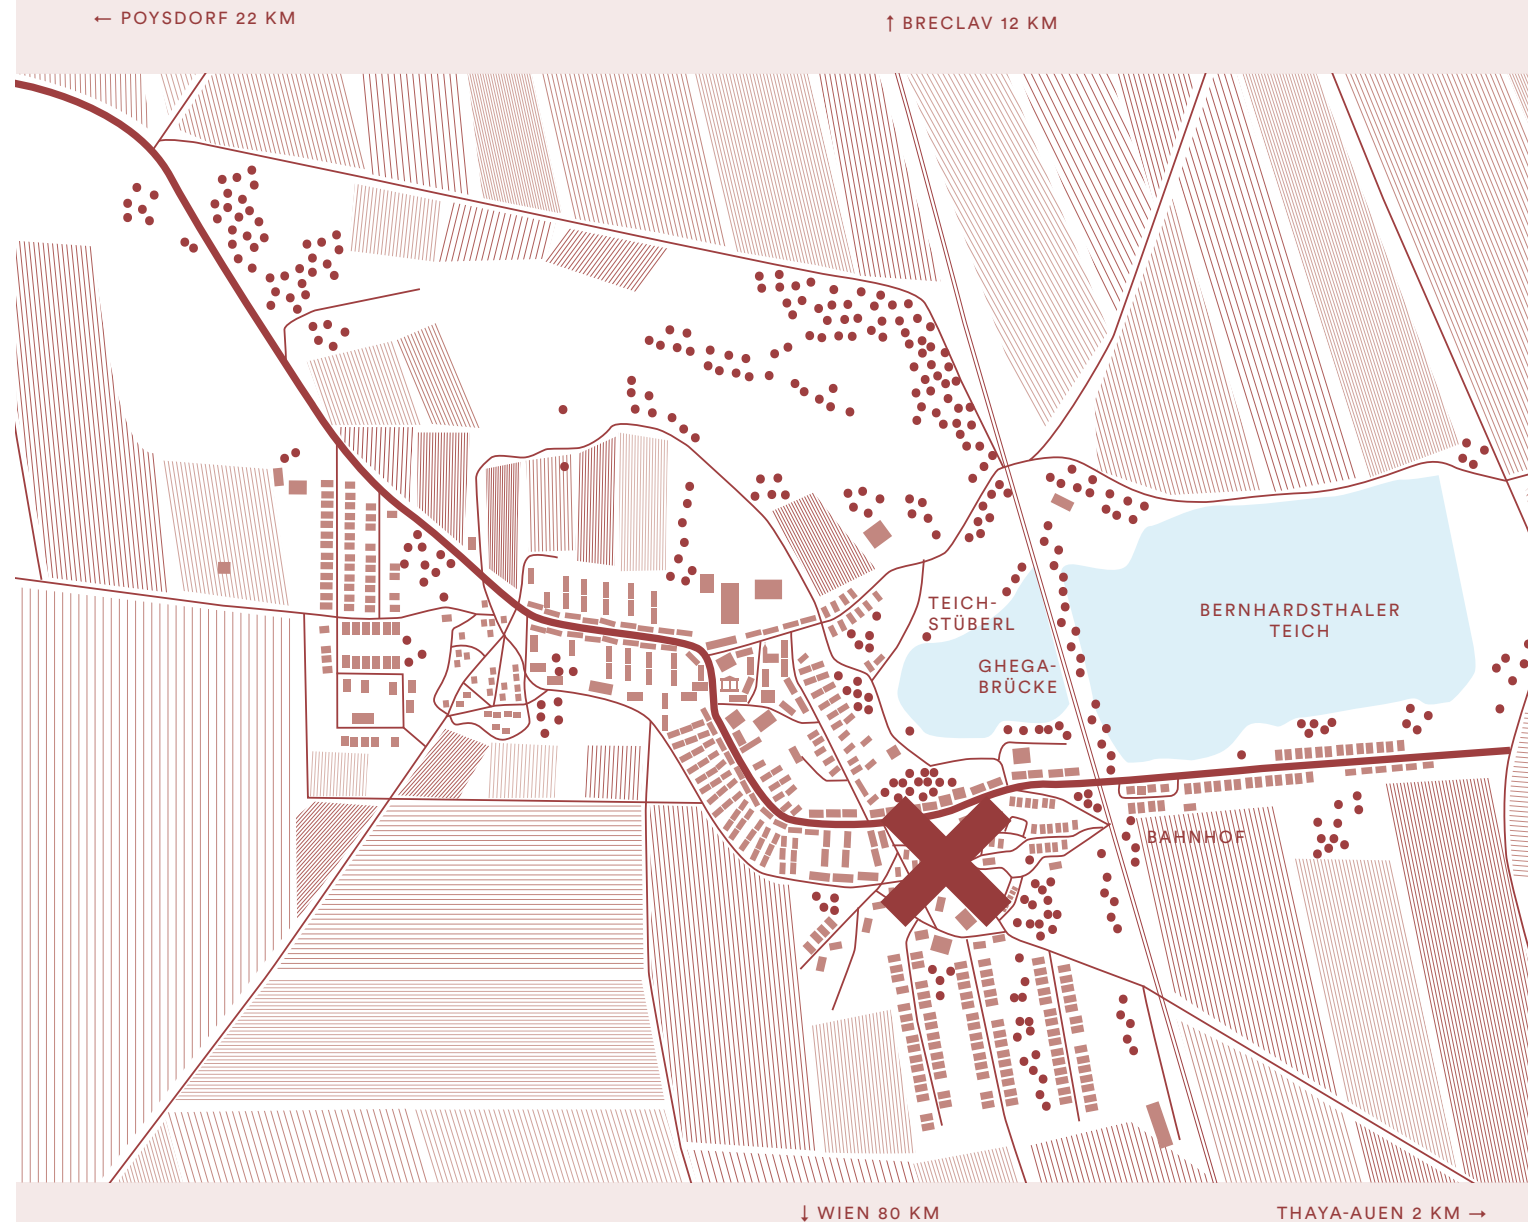 ← POYSDORF 22 KM
↑ BRECLAV 12 KM
TEICH-
STÜBERL
BERNHARDSTHALER
TEICH
GHEGA-
BRÜCKE
BAHNHOF
↓ WIEN 80 KM
THAYA-AUEN 2 KM →